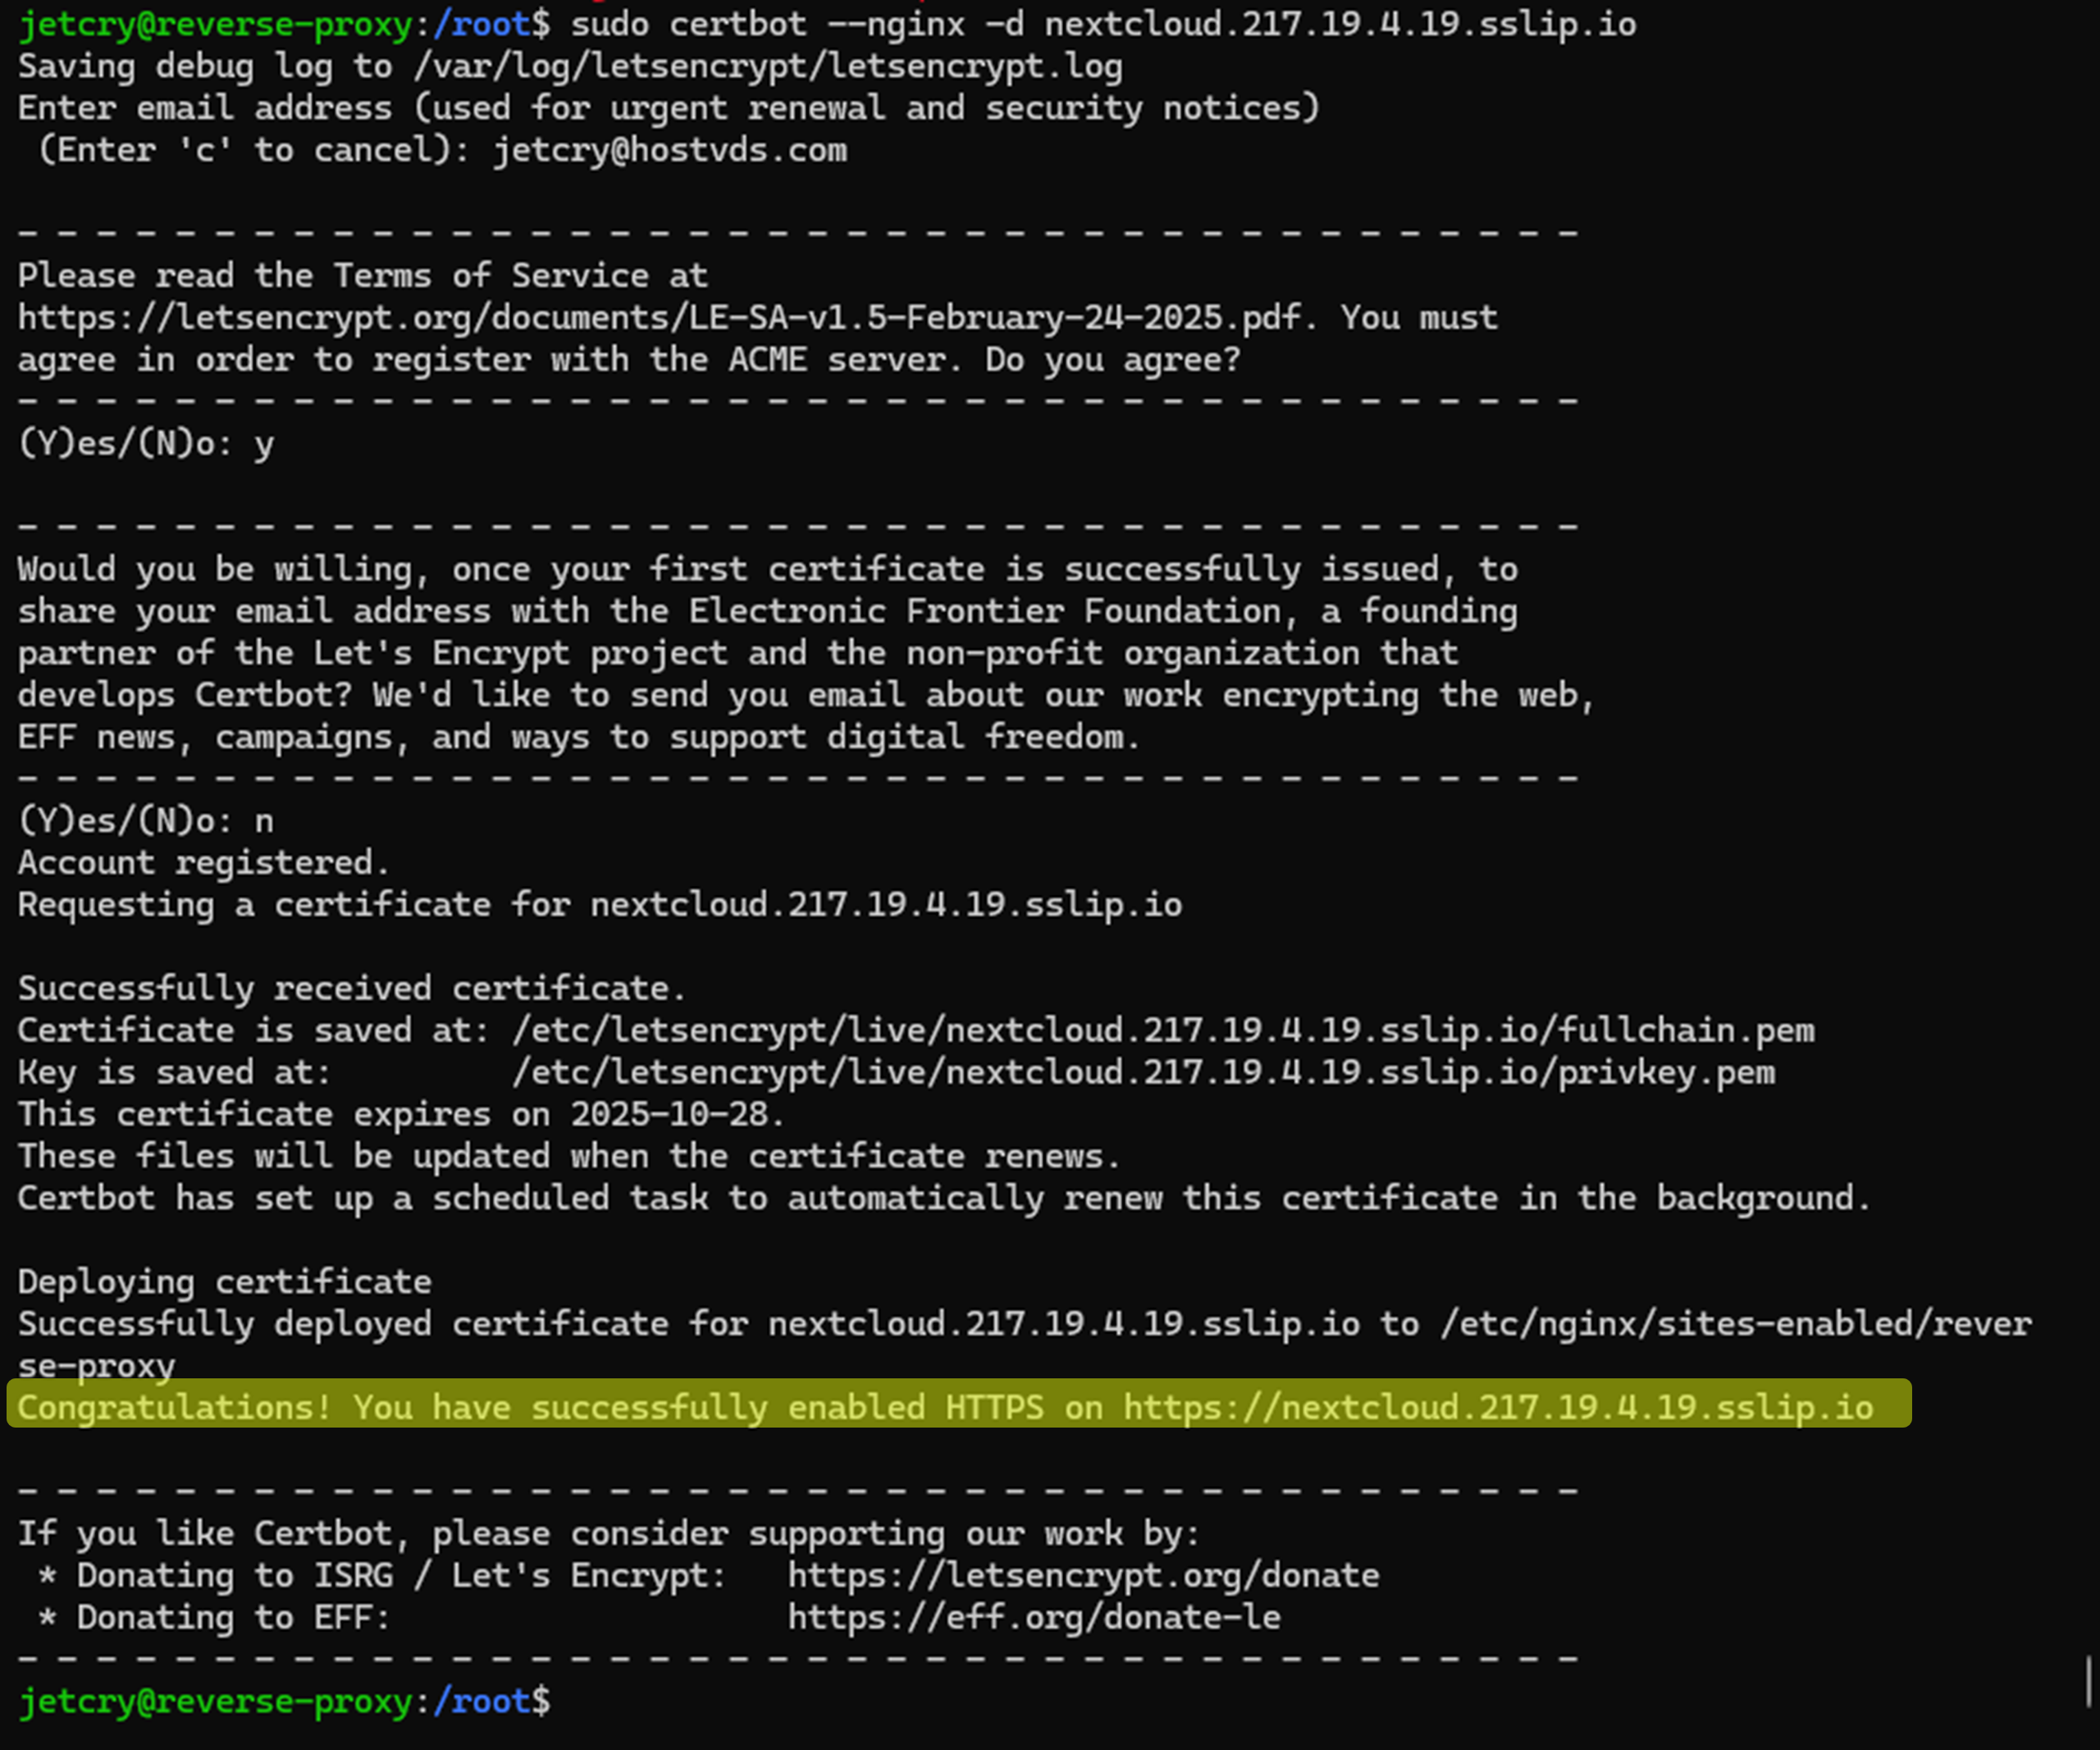 jetcry@reverse-proxy:/root$ sudo certbot --nginx -d nextcloud.217.19.4.19.sslip.io
Saving debug log to /var/log/letsencrypt/letsencrypt.log
Enter email address (used for urgent renewal and security notices)
 (Enter 'c' to cancel): jetcry@hostvds.com

- - - - - - - - - - - - - - - - - - - - - - - - - - - - - - - - - - - - - - - -
Please read the Terms of Service at
https://letsencrypt.org/documents/LE-SA-v1.5-February-24-2025.pdf. You must
agree in order to register with the ACME server. Do you agree?
- - - - - - - - - - - - - - - - - - - - - - - - - - - - - - - - - - - - - - - -
(Y)es/(N)o: y

- - - - - - - - - - - - - - - - - - - - - - - - - - - - - - - - - - - - - - - -
Would you be willing, once your first certificate is successfully issued, to
share your email address with the Electronic Frontier Foundation, a founding
partner of the Let's Encrypt project and the non-profit organization that
develops Certbot? We'd like to send you email about our work encrypting the web,
EFF news, campaigns, and ways to support digital freedom.
- - - - - - - - - - - - - - - - - - - - - - - - - - - - - - - - - - - - - - - -
(Y)es/(N)o: n
Account registered.
Requesting a certificate for nextcloud.217.19.4.19.sslip.io

Successfully received certificate.
Certificate is saved at: /etc/letsencrypt/live/nextcloud.217.19.4.19.sslip.io/fullchain.pem
Key is saved at:         /etc/letsencrypt/live/nextcloud.217.19.4.19.sslip.io/privkey.pem
This certificate expires on 2025-10-28.
These files will be updated when the certificate renews.
Certbot has set up a scheduled task to automatically renew this certificate in the background.

Deploying certificate
Successfully deployed certificate for nextcloud.217.19.4.19.sslip.io to /etc/nginx/sites-enabled/rever
se-proxy
Congratulations! You have successfully enabled HTTPS on https://nextcloud.217.19.4.19.sslip.io

- - - - - - - - - - - - - - - - - - - - - - - - - - - - - - - - - - - - - - - -
If you like Certbot, please consider supporting our work by:
 * Donating to ISRG / Let's Encrypt:   https://letsencrypt.org/donate
 * Donating to EFF:                    https://eff.org/donate-le
- - - - - - - - - - - - - - - - - - - - - - - - - - - - - - - - - - - - - - - -
jetcry@reverse-proxy:/root$